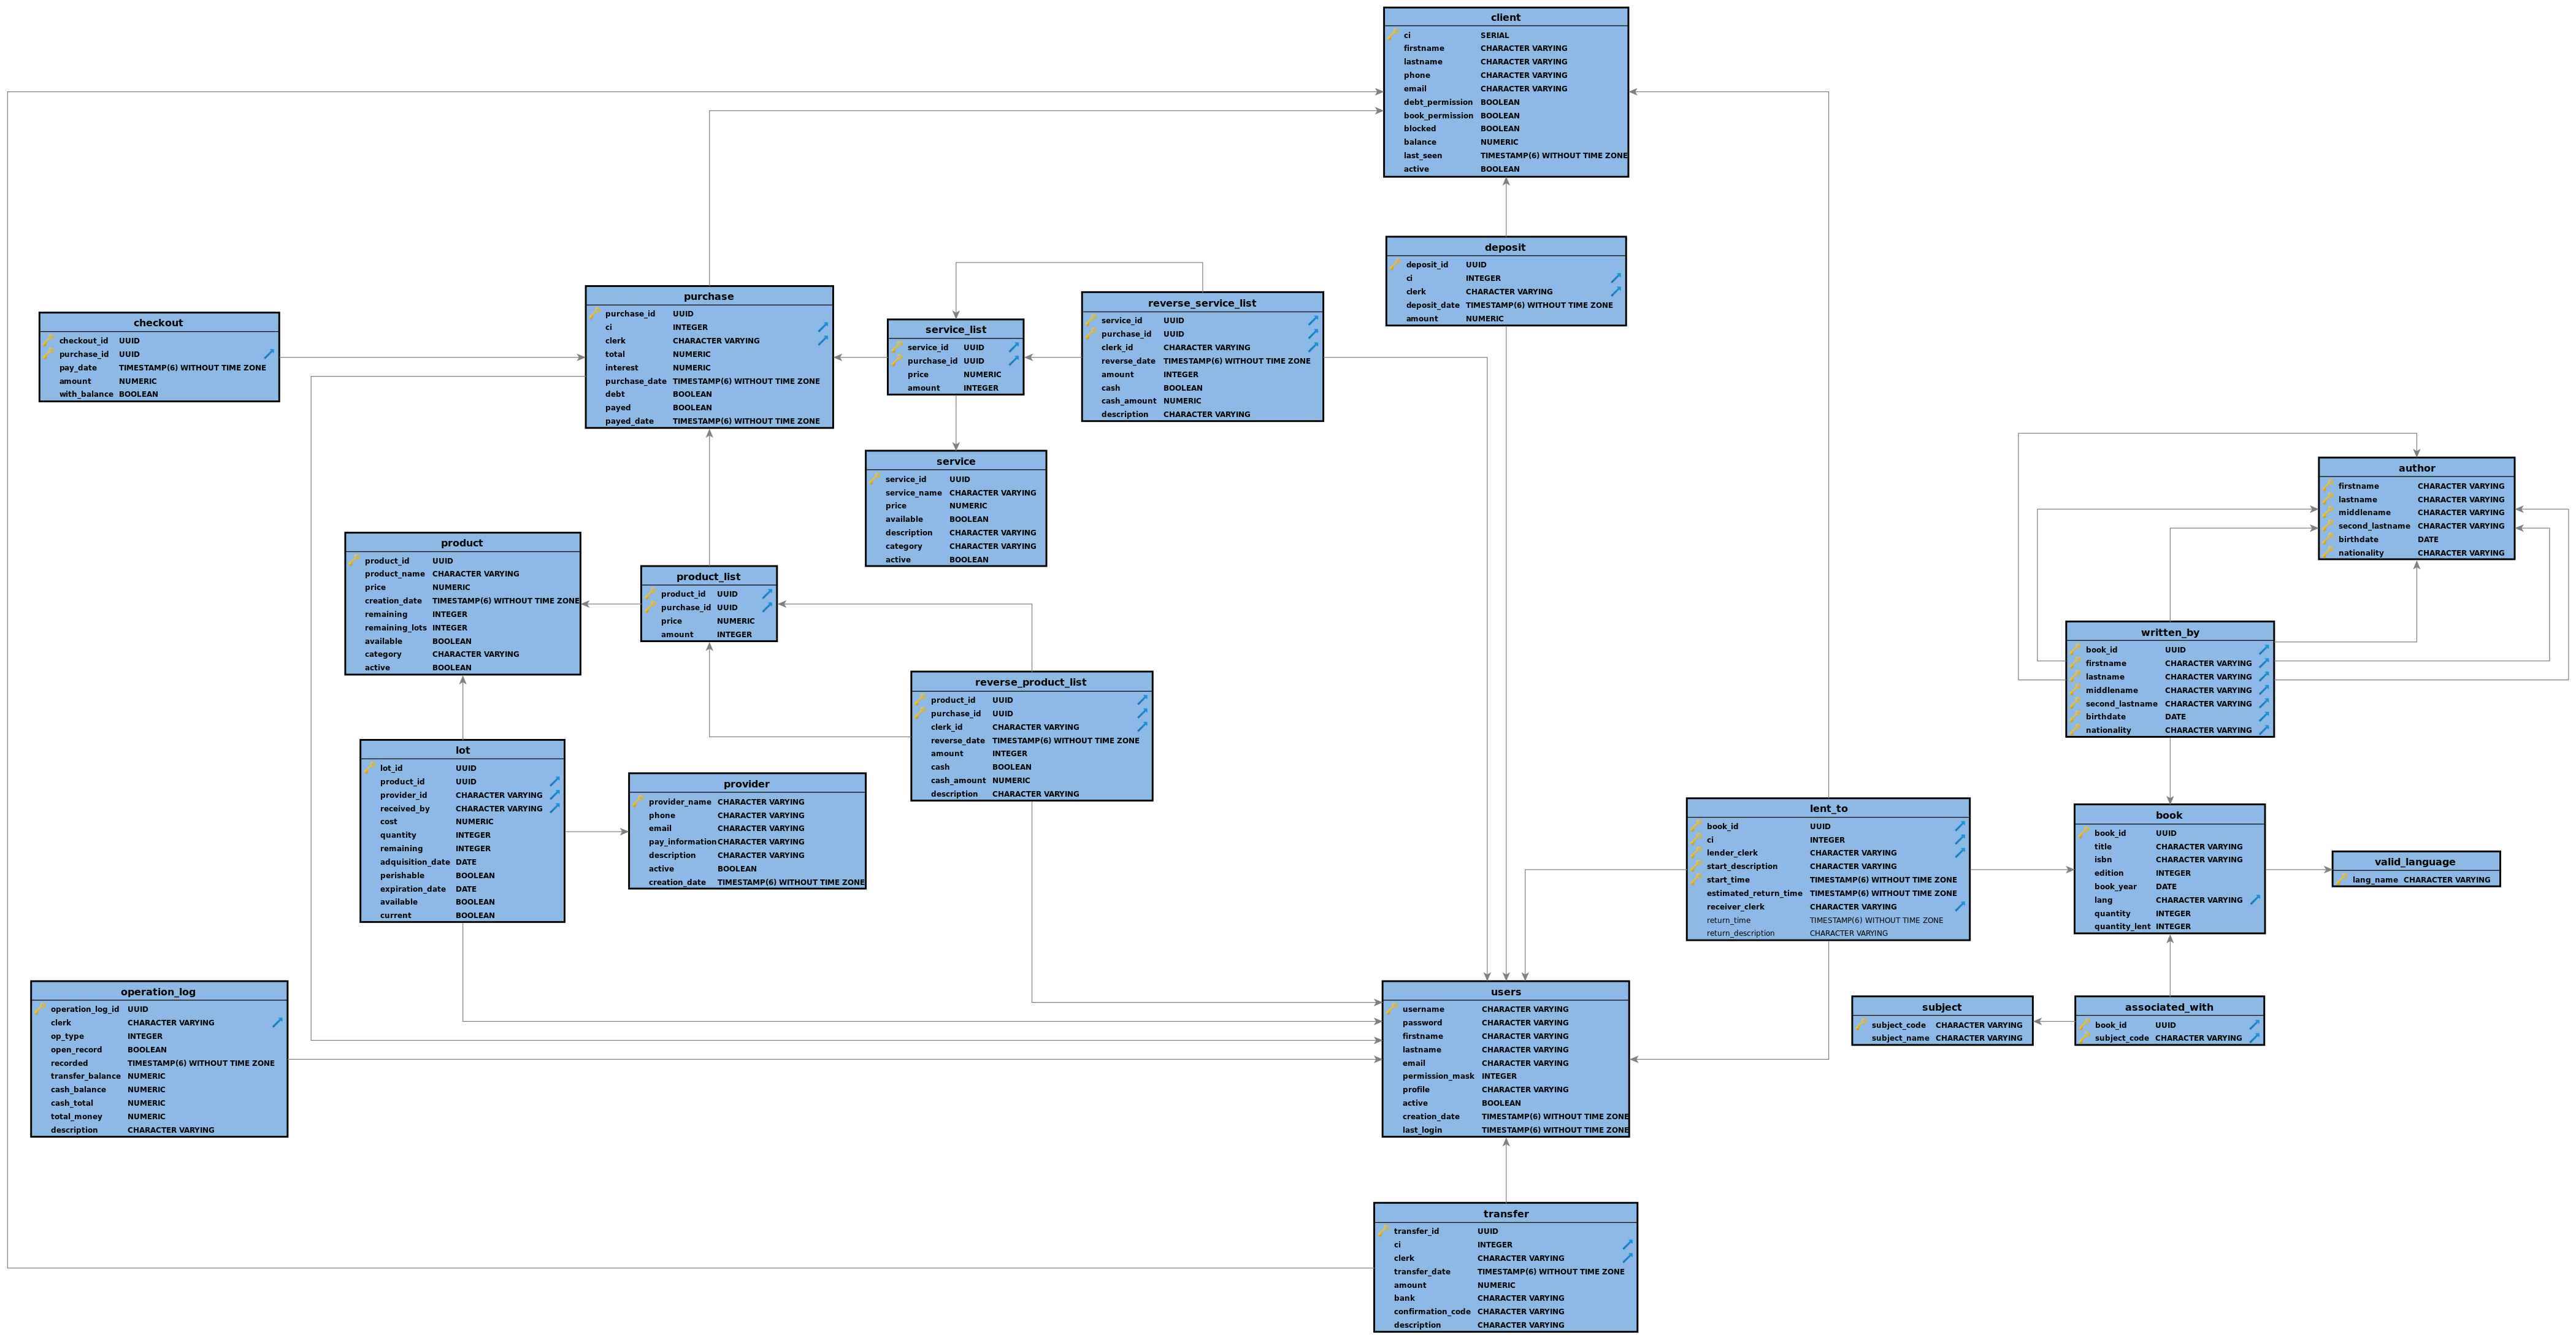 client
ci SERIAL
firstname CHARACTER VARYING
lastname CHARACTER VARYING
phone CHARACTER VARYING
email CHARACTER VARYING
debt_permission BOOLEAN
book_permission BOOLEAN
blocked BOOLEAN
balance NUMERIC
last_seen TIMESTAMP(6) WITHOUT TIME ZONE
active BOOLEAN
deposit
deposit_id UUID
ci INTEGER
clerk CHARACTER VARYING
deposit_date TIMESTAMP(6) WITHOUT TIME ZONE
amount NUMERIC
checkout
checkout_id UUID
purchase_id UUID
pay_date TIMESTAMP(6) WITHOUT TIME ZONE
amount NUMERIC
with_balance BOOLEAN
purchase
purchase_id UUID
ci INTEGER
clerk CHARACTER VARYING
total NUMERIC
interest NUMERIC
purchase_date TIMESTAMP(6) WITHOUT TIME ZONE
debt BOOLEAN
payed BOOLEAN
payed_date TIMESTAMP(6) WITHOUT TIME ZONE
service_list
service_id UUID
purchase_id UUID
price NUMERIC
amount INTEGER
reverse_service_list
service_id UUID
purchase_id UUID
clerk_id CHARACTER VARYING
reverse_date TIMESTAMP(6) WITHOUT TIME ZONE
amount INTEGER
cash BOOLEAN
cash_amount NUMERIC
description CHARACTER VARYING
service
service_id UUID
service_name CHARACTER VARYING
price NUMERIC
available BOOLEAN
description CHARACTER VARYING
category CHARACTER VARYING
active BOOLEAN
author
firstname CHARACTER VARYING
lastname CHARACTER VARYING
middlename CHARACTER VARYING
second_lastname CHARACTER VARYING
birthdate DATE
nationality CHARACTER VARYING
product
product_id UUID
product_name CHARACTER VARYING
price NUMERIC
creation_date TIMESTAMP(6) WITHOUT TIME ZONE
remaining INTEGER
remaining_lots INTEGER
available BOOLEAN
category CHARACTER VARYING
active BOOLEAN
product_list
product_id UUID
purchase_id UUID
price NUMERIC
amount INTEGER
written_by
book_id UUID
firstname CHARACTER VARYING
lastname CHARACTER VARYING
middlename CHARACTER VARYING
second_lastname CHARACTER VARYING
birthdate DATE
nationality CHARACTER VARYING
reverse_product_list
product_id UUID
purchase_id UUID
clerk_id CHARACTER VARYING
reverse_date TIMESTAMP(6) WITHOUT TIME ZONE
amount INTEGER
cash BOOLEAN
cash_amount NUMERIC
description CHARACTER VARYING
lot
lot_id UUID
product_id UUID
provider_id CHARACTER VARYING
received_by CHARACTER VARYING
cost NUMERIC
quantity INTEGER
remaining INTEGER
adquisition_date DATE
perishable BOOLEAN
expiration_date DATE
available BOOLEAN
current BOOLEAN
provider
provider_name CHARACTER VARYING
phone CHARACTER VARYING
email CHARACTER VARYING
pay_information CHARACTER VARYING
description CHARACTER VARYING
active BOOLEAN
creation_date TIMESTAMP(6) WITHOUT TIME ZONE
lent_to
book_id UUID
ci INTEGER
lender_clerk CHARACTER VARYING
start_description CHARACTER VARYING
start_time TIMESTAMP(6) WITHOUT TIME ZONE
estimated_return_time TIMESTAMP(6) WITHOUT TIME ZONE
receiver_clerk CHARACTER VARYING
return_time TIMESTAMP(6) WITHOUT TIME ZONE
return_description CHARACTER VARYING
book
book_id UUID
title CHARACTER VARYING
isbn CHARACTER VARYING
edition INTEGER
book_year DATE
lang CHARACTER VARYING
quantity INTEGER
quantity_lent INTEGER
valid_language
lang_name CHARACTER VARYING
operation_log
operation_log_id UUID
clerk CHARACTER VARYING
op_type INTEGER
open_record BOOLEAN
recorded TIMESTAMP(6) WITHOUT TIME ZONE
transfer_balance NUMERIC
cash_balance NUMERIC
cash_total NUMERIC
total_money NUMERIC
description CHARACTER VARYING
users
username CHARACTER VARYING
password CHARACTER VARYING
firstname CHARACTER VARYING
lastname CHARACTER VARYING
email CHARACTER VARYING
permission_mask INTEGER
profile CHARACTER VARYING
active BOOLEAN
creation_date TIMESTAMP(6) WITHOUT TIME ZONE
last_login TIMESTAMP(6) WITHOUT TIME ZONE
subject
subject_code CHARACTER VARYING
subject_name CHARACTER VARYING
associated_with
book_id UUID
subject_code CHARACTER VARYING
transfer
transfer_id UUID
ci INTEGER
clerk CHARACTER VARYING
transfer_date TIMESTAMP(6) WITHOUT TIME ZONE
amount NUMERIC
bank CHARACTER VARYING
confirmation_code CHARACTER VARYING
description CHARACTER VARYING